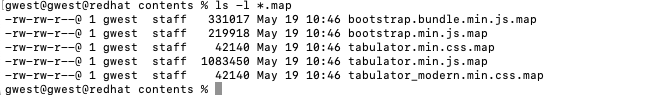 [gwest@gwest@redhat contents % ls -l *.map
-rw-rw-r--@ 1 gwest  staff   331017 May 19 10:46 bootstrap.bundle.min.js.map
-rw-rw-r--@ 1 gwest  staff   219918 May 19 10:46 bootstrap.min.js.map
-rw-rw-r--@ 1 gwest  staff    42140 May 19 10:46 tabulator.min.css.map
-rw-rw-r--@ 1 gwest  staff  1083450 May 19 10:46 tabulator.min.js.map
-rw-rw-r--@ 1 gwest  staff    42140 May 19 10:46 tabulator_modern.min.css.map
gwest@gwest@redhat contents %